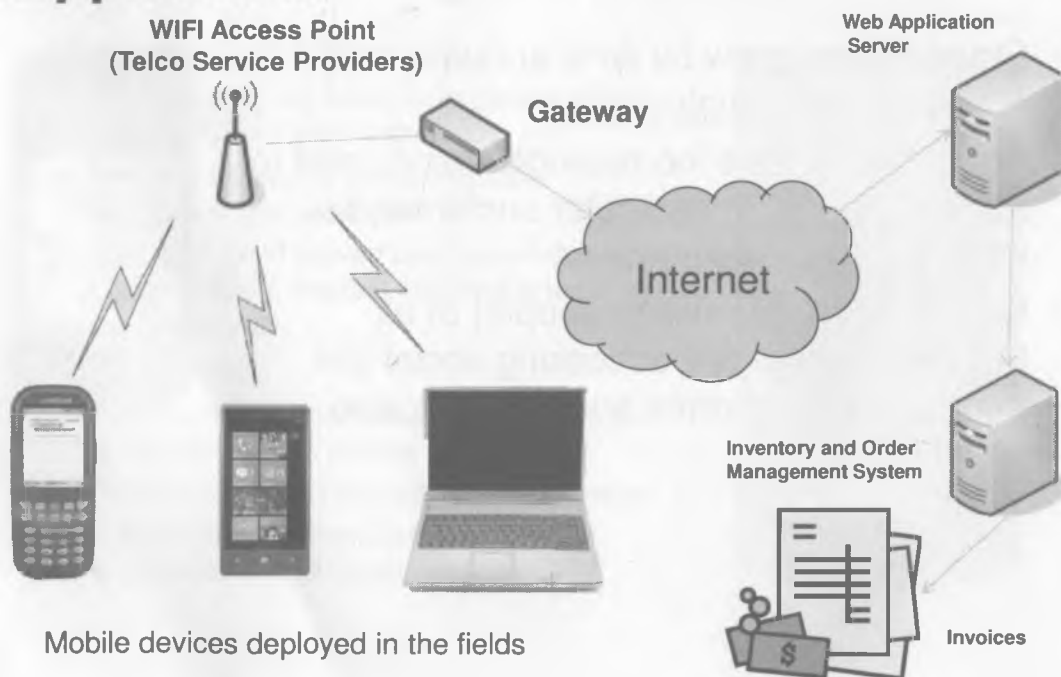 WIFI Access Point
(Telco Service Providers)
Web Application
Server
Gateway
Internet
Inventory and Order
Management System
$
Invoices
Mobile devices deployed in the fields